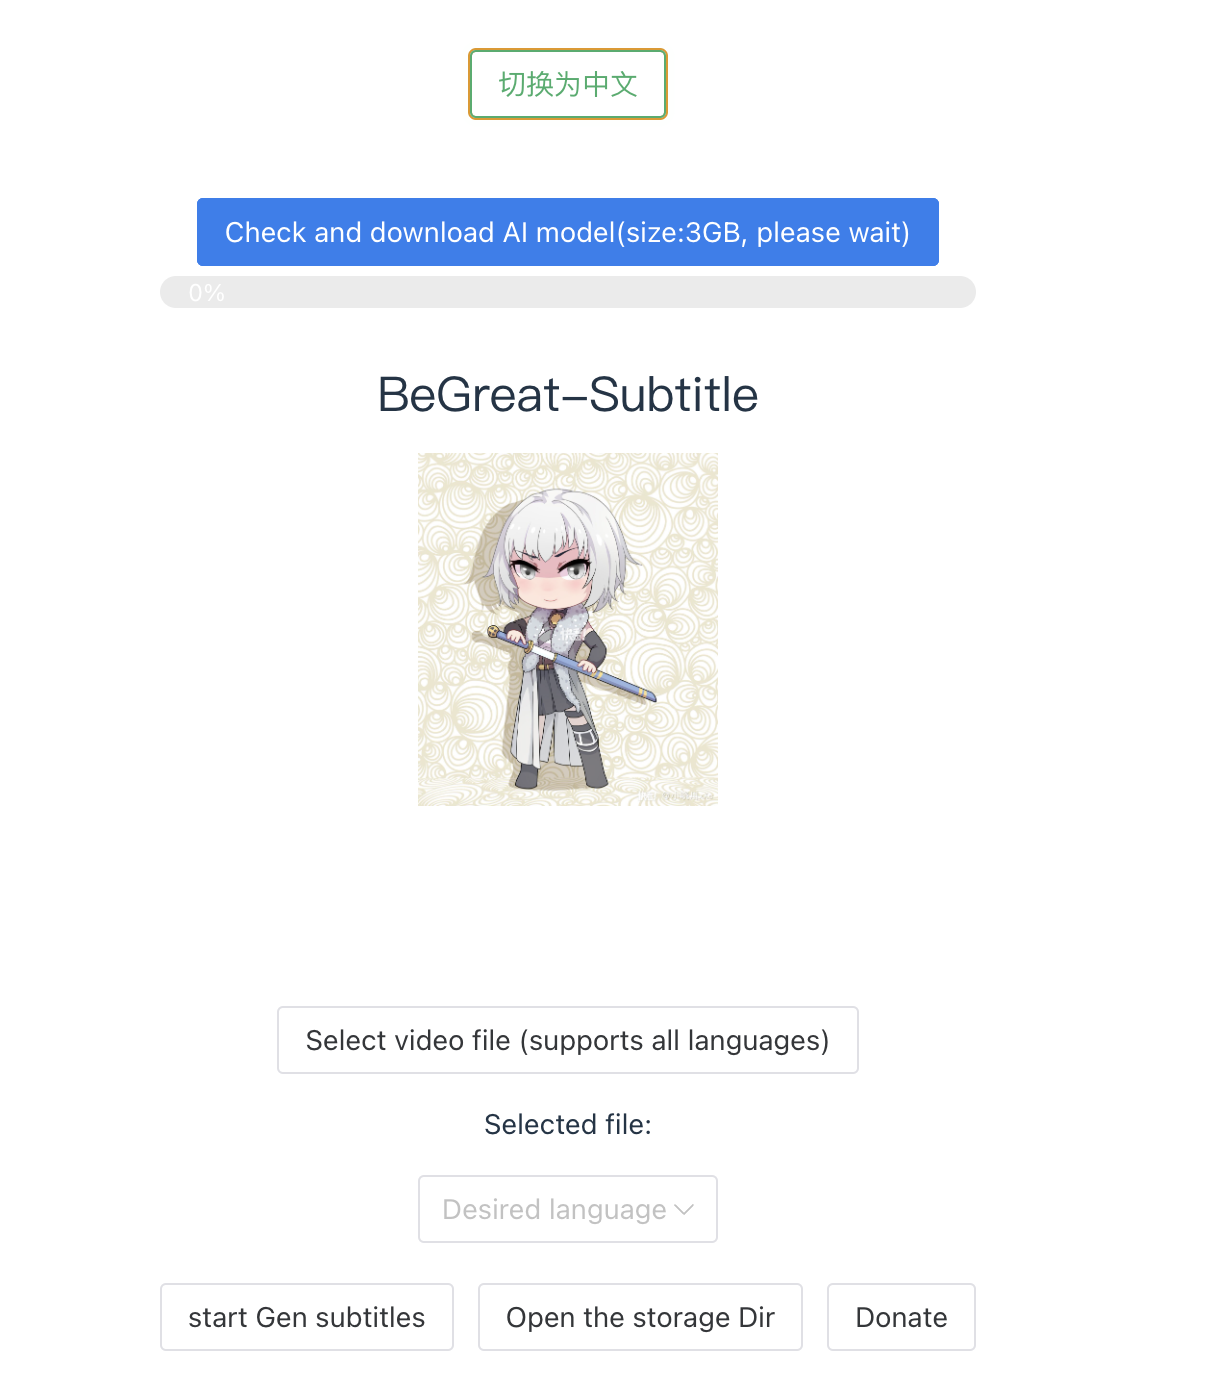 切换为中文
Check and download AI model(size:3GB, please wait)
0%
BeGreat-Subtitle
Select video file (supports all languages)
Selected file:
Desired language
start Gen subtitles
Open the storage Dir
Donate